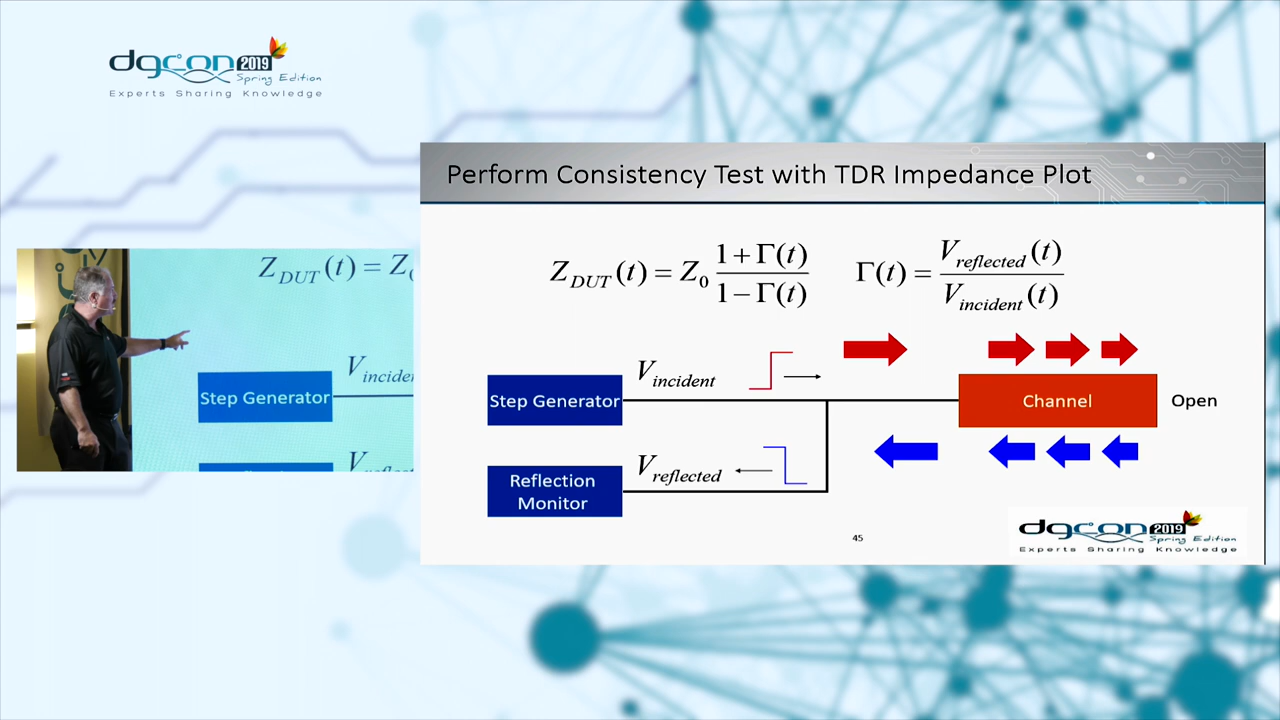 dgcon 2019
Spring Edition
Experts Sharing Knowledge
Perform Consistency Test with TDR Impedance Plot
Z_DUT(t) = Z_0 (1 + Γ(t)) / (1 − Γ(t))
Γ(t) = V_reflected(t) / V_incident(t)
V_incident
Step Generator
Channel
Open
V_reflected
Reflection
Monitor
45
dgcon 2019
Spring Edition
Experts Sharing Knowledge
Z_DUT(t) = Z
Step Generator